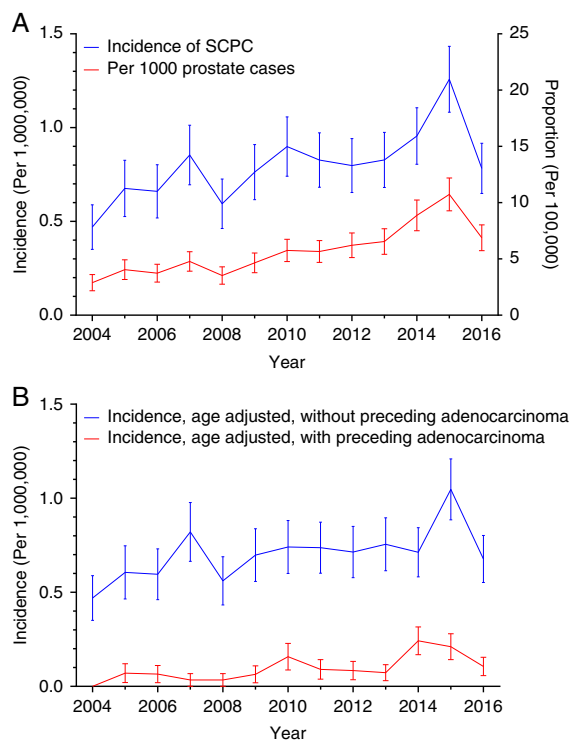 A
Incidence of SCPC
Per 1000 prostate cases
Incidence (Per 1,000,000)
1.5
1.0
0.5
0.0
25
20
15
10
5
0
Proportion (Per 100,000)
2004 2006 2008 2010 2012 2014 2016
Year
B
Incidence, age adjusted, without preceding adenocarcinoma
Incidence, age adjusted, with preceding adenocarcinoma
Incidence (Per 1,000,000)
1.5
1.0
0.5
0.0
2004 2006 2008 2010 2012 2014 2016
Year